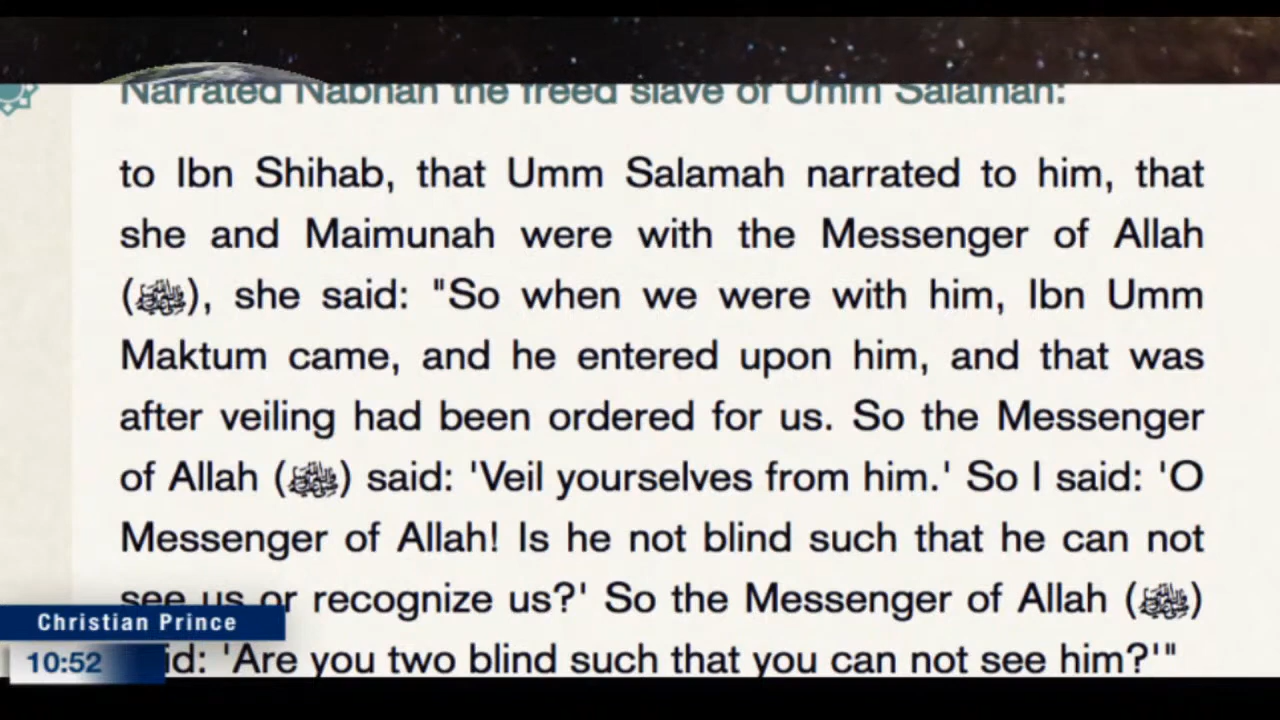 Narrated Nabhan the freed slave of Umm Salamah:
to Ibn Shihab, that Umm Salamah narrated to him, that
she and Maimunah were with the Messenger of Allah
(ﷺ), she said: "So when we were with him, Ibn Umm
Maktum came, and he entered upon him, and that was
after veiling had been ordered for us. So the Messenger
of Allah (ﷺ) said: 'Veil yourselves from him.' So I said: 'O
Messenger of Allah! Is he not blind such that he can not
see us or recognize us?' So the Messenger of Allah (ﷺ)
id: 'Are you two blind such that you can not see him?'"
Christian Prince
10:52